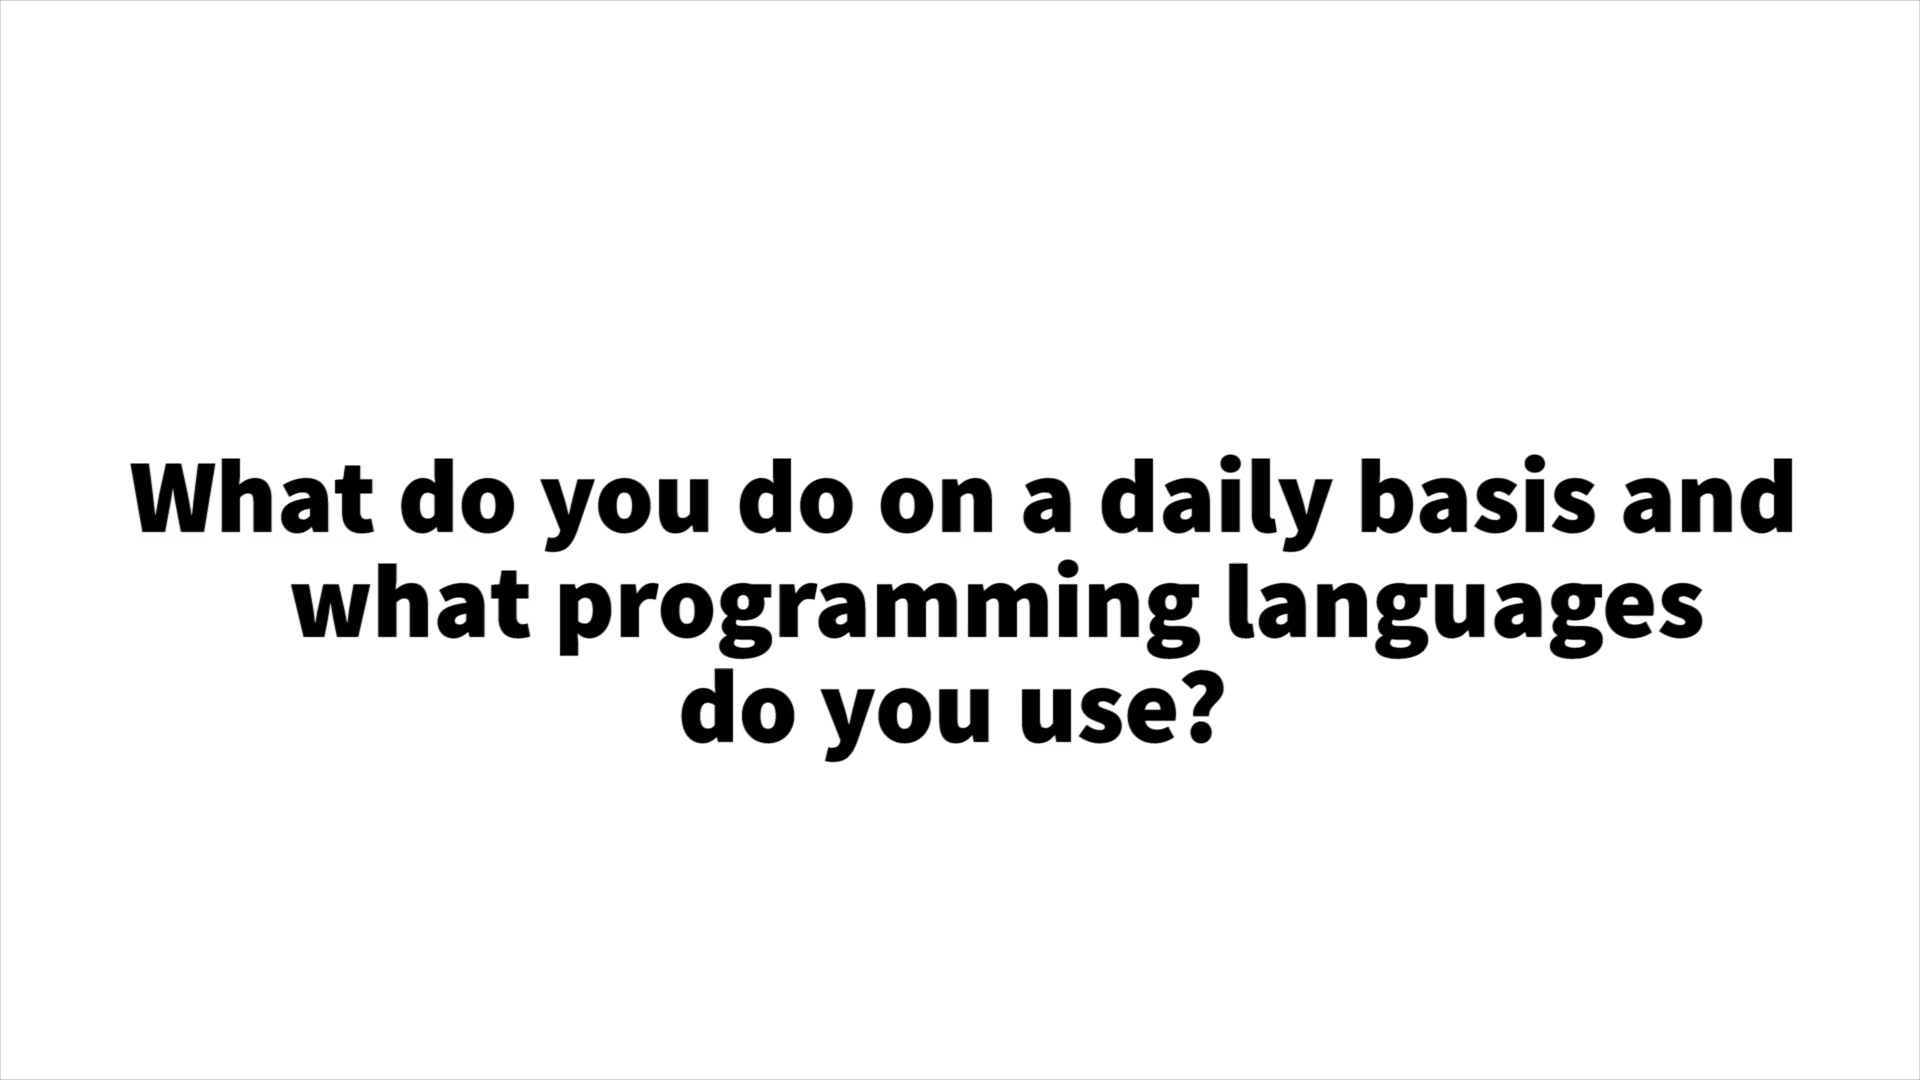 What do you do on a daily basis and
what programming languages
do you use?